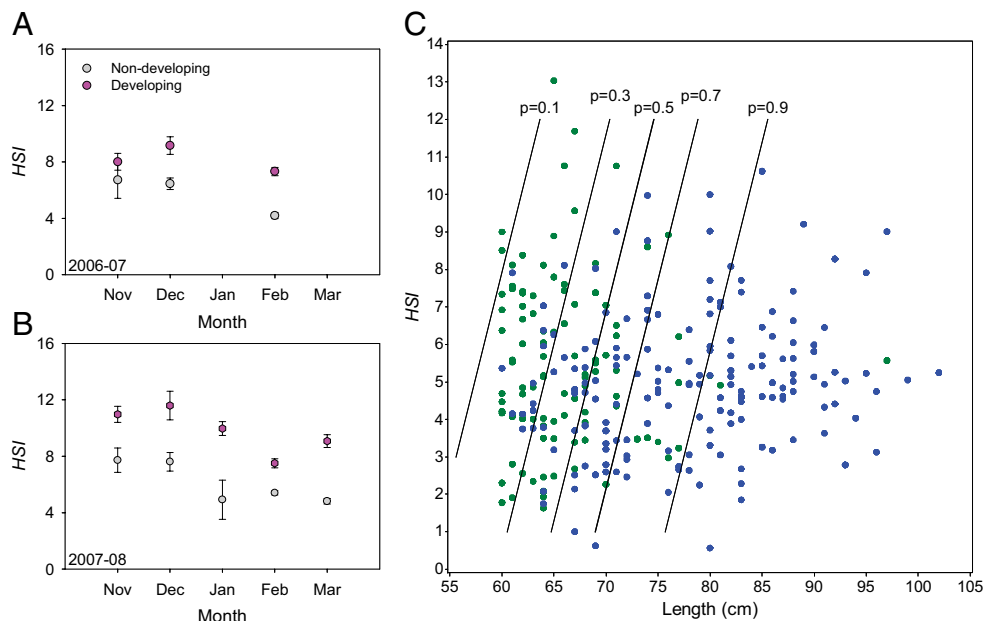 A
16
12
8
4
0
HSI
Non-developing
Developing
2006-07
Nov Dec Jan Feb Mar
Month
B
16
12
8
4
0
HSI
2007-08
Nov Dec Jan Feb Mar
Month
C
14
13
12
11
10
9
8
7
6
5
4
3
2
1
0
HSI
p=0.1
p=0.3
p=0.5
p=0.7
p=0.9
55 60 65 70 75 80 85 90 95 100 105
Length (cm)